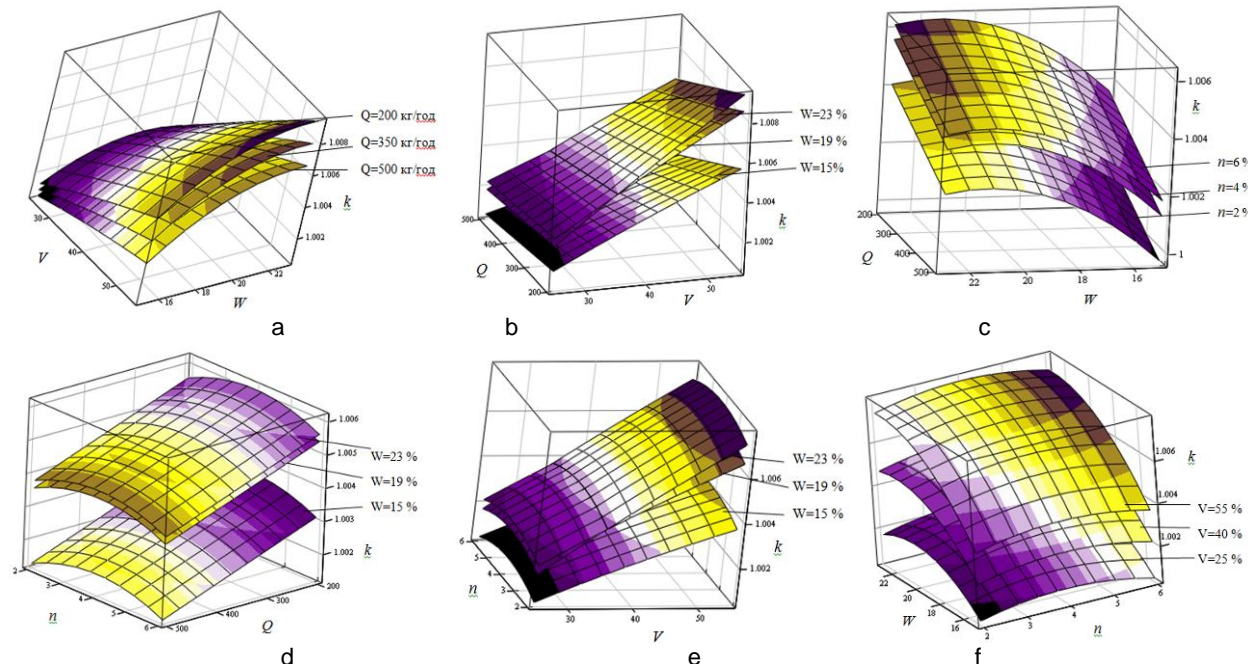 Q=200 кг/год
Q=350 кг/год
Q=500 кг/год
1.008
1.006
1.004
1.002
k
30
40
50
V
16
18
20
22
W
a
W=23 %
W=19 %
W=15%
1.008
1.006
1.004
1.002
k
500
400
300
200
Q
30
40
50
V
b
1.006
k
1.004
n=6 %
n=4 %
1.002
n=2 %
1
200
300
400
500
Q
22
20
18
16
W
c
1.006
1.005
W=23 %
1.004
W=19 %
1.003
W=15 %
1.002
k
2
3
4
5
6
n
500
400
300
200
Q
d
W=23 %
1.006
W=19 %
W=15 %
1.004
k
1.002
6
5
4
3
2
n
30
40
50
V
e
k
1.006
1.004
V=55 %
V=40 %
1.002
V=25 %
22
20
18
16
W
2
3
4
5
6
n
f